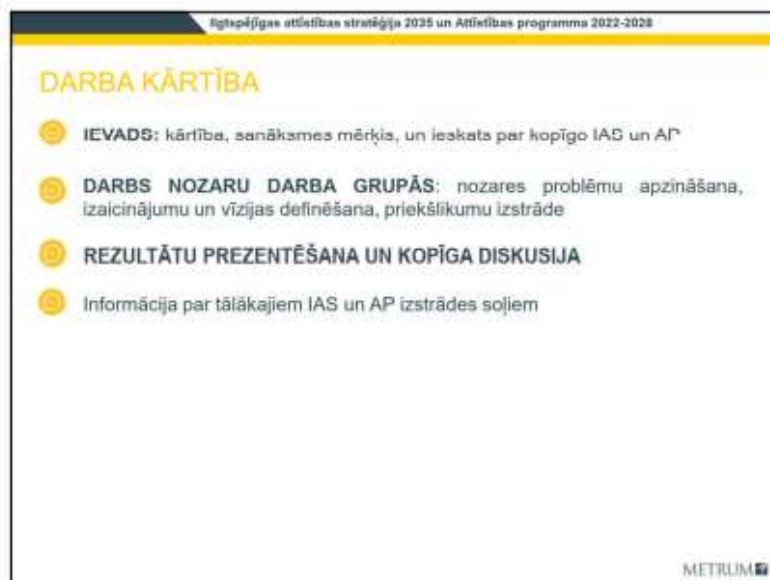 Ilgtspējīgas attīstības stratēģija 2035 un Attīstības programma 2022-2028
DARBA KĀRTĪBA
IEVADS: kārtība, sanāksmes mērķis, un ieskats par kopīgo IAS un AP
DARBS NOZARU DARBA GRUPĀS: nozares problēmu apzināšana,
izaicinājumu un vīzijas definēšana, priekšlikumu izstrāde
REZULTĀTU PREZENTĒŠANA UN KOPĪGA DISKUSIJA
Informācija par tālākajiem IAS un AP izstrādes soļiem
METRUM